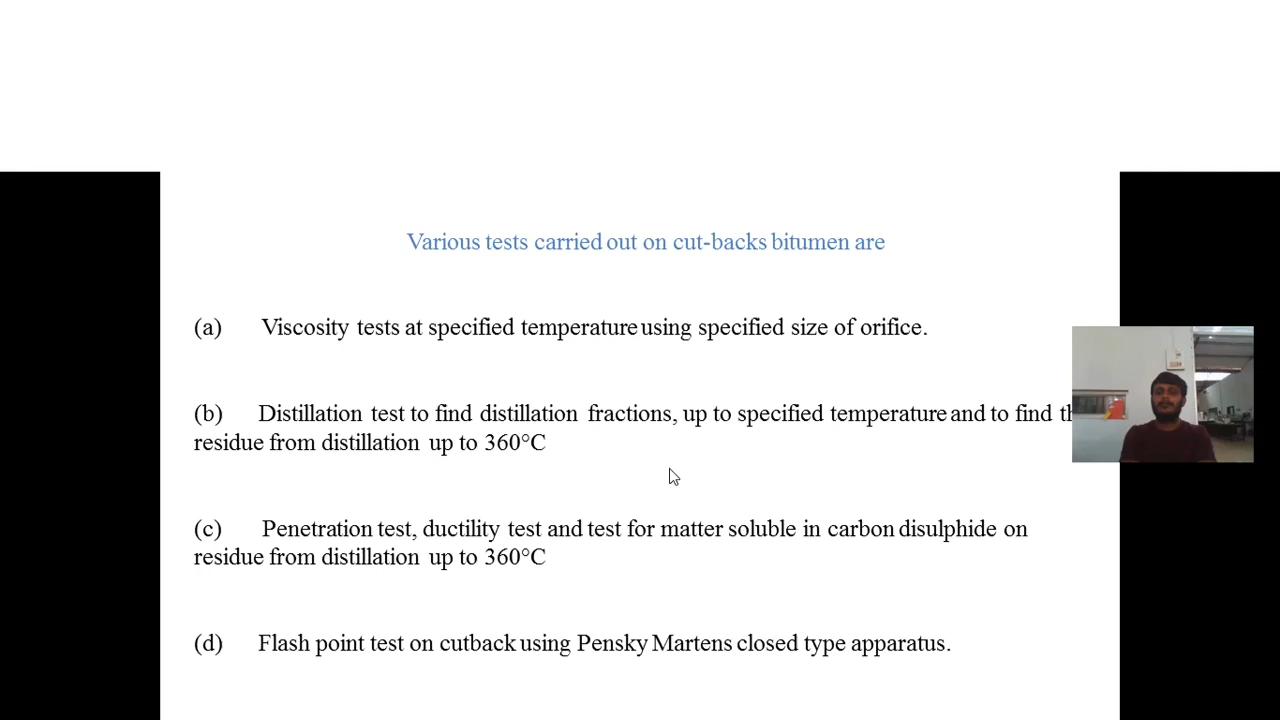 Various tests carried out on cut-backs bitumen are
(a) Viscosity tests at specified temperature using specified size of orifice.
(b) Distillation test to find distillation fractions, up to specified temperature and to find
residue from distillation up to 360°C
(c) Penetration test, ductility test and test for matter soluble in carbon disulphide on
residue from distillation up to 360°C
(d) Flash point test on cutback using Pensky Martens closed type apparatus.